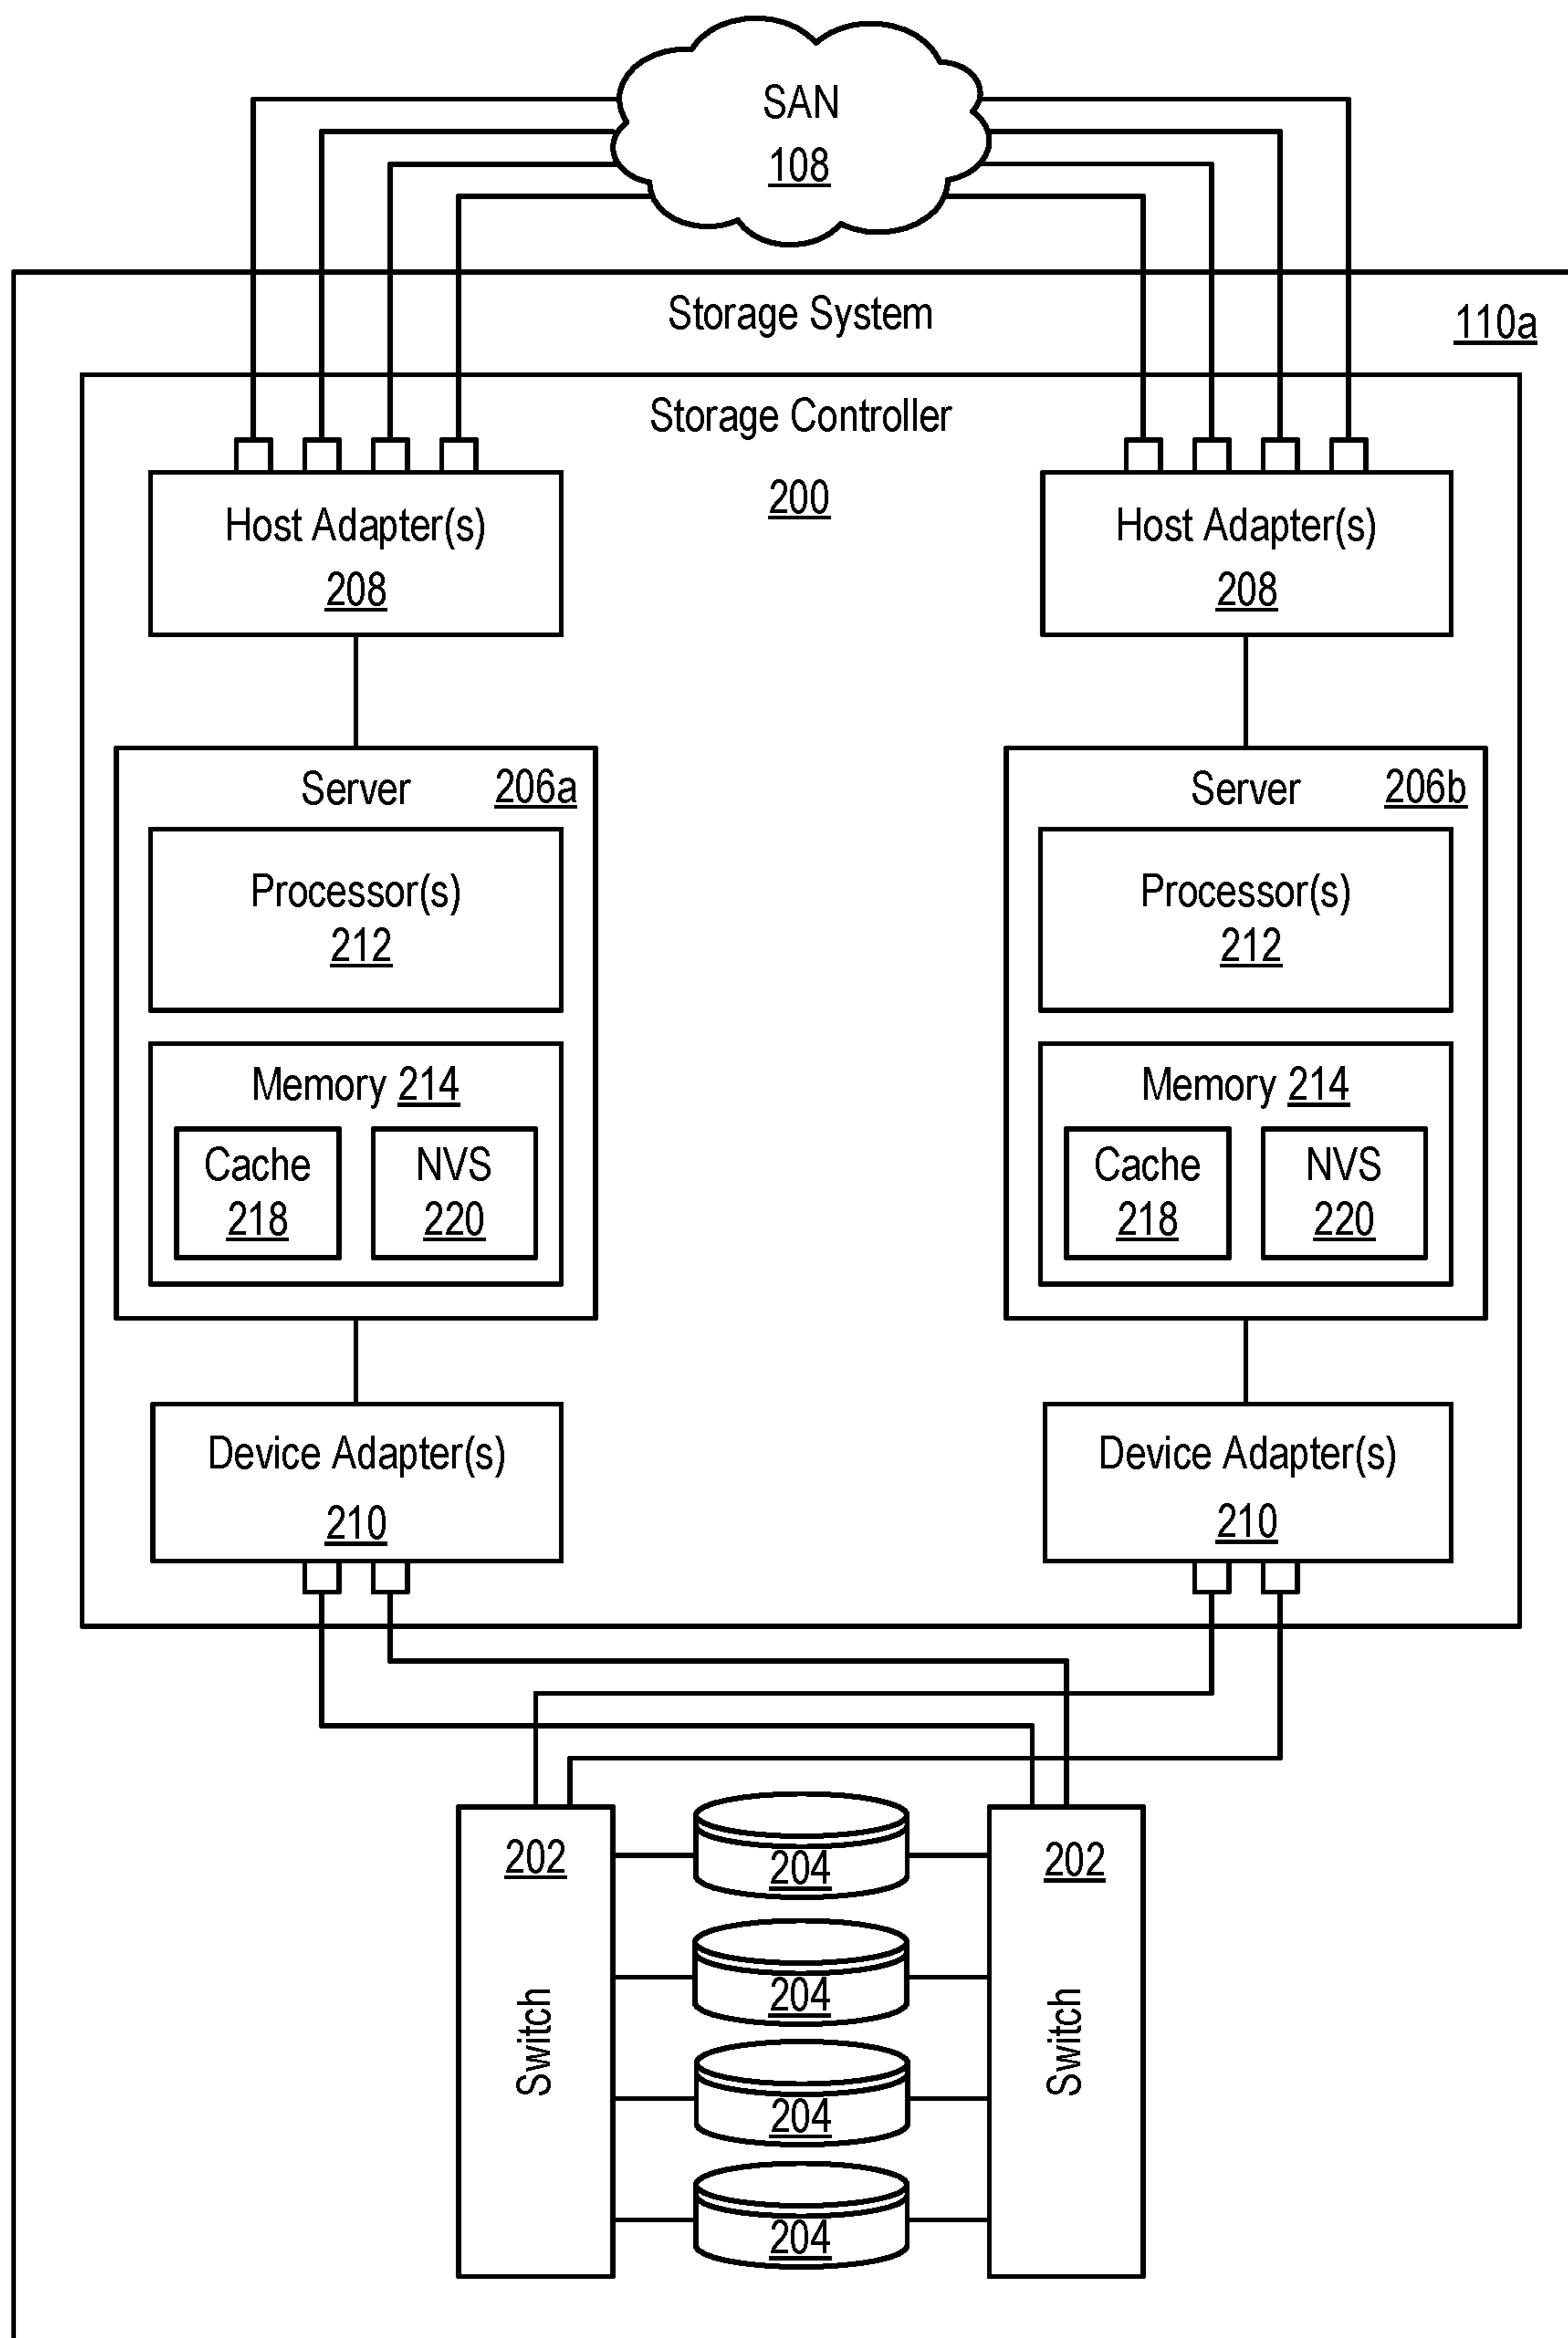 SAN
108
Storage System
110a
Storage Controller
200
Host Adapter(s)
208
Host Adapter(s)
208
Server 206a
Processor(s)
212
Memory 214
Cache
218
NVS
220
Server 206b
Processor(s)
212
Memory 214
Cache
218
NVS
220
Device Adapter(s)
210
Device Adapter(s)
210
202
Switch
204
204
204
204
202
Switch